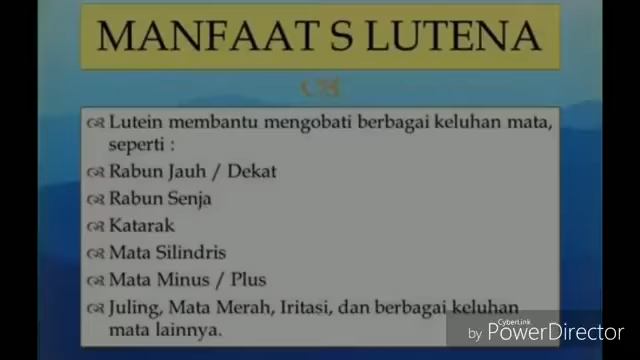 MANFAAT S LUTENA
Lutein membantu mengobati berbagai keluhan mata,
seperti :
Rabun Jauh / Dekat
Rabun Senja
Katarak
Mata Silindris
Mata Minus / Plus
Juling, Mata Merah, Iritasi, dan berbagai keluhan
mata lainnya.
CyberLink
by PowerDirector